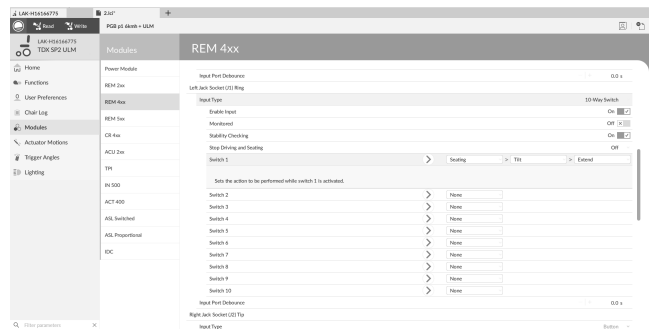 LAK-H16166775
2.lci*
+
Read
Write
PGB p1 6kmh + ULM
LAK-H16166775
TDX SP2 ULM
Modules
REM 4xx
Home
Functions
User Preferences
Chair Log
Modules
Actuator Motions
Trigger Angles
Lighting
Filter parameters
Power Module
REM 2xx
REM 4xx
REM 5xx
CR 4xx
ACU 2xx
TPI
IN 500
ACT 400
ASL Switched
ASL Proportional
IOC
Input Port Debounce 0.0 s
Left Jack Socket (J1) Ring
Input Type 10-Way Switch
Enable Input On
Monitored Off
Stability Checking On
Stop Driving and Seating Off
Switch 1 Seating > Tilt > Extend
Sets the action to be performed while switch 1 is activated.
Switch 2 None
Switch 3 None
Switch 4 None
Switch 5 None
Switch 6 None
Switch 7 None
Switch 8 None
Switch 9 None
Switch 10 None
Input Port Debounce 0.0 s
Right Jack Socket (J2) Tip
Input Type Button